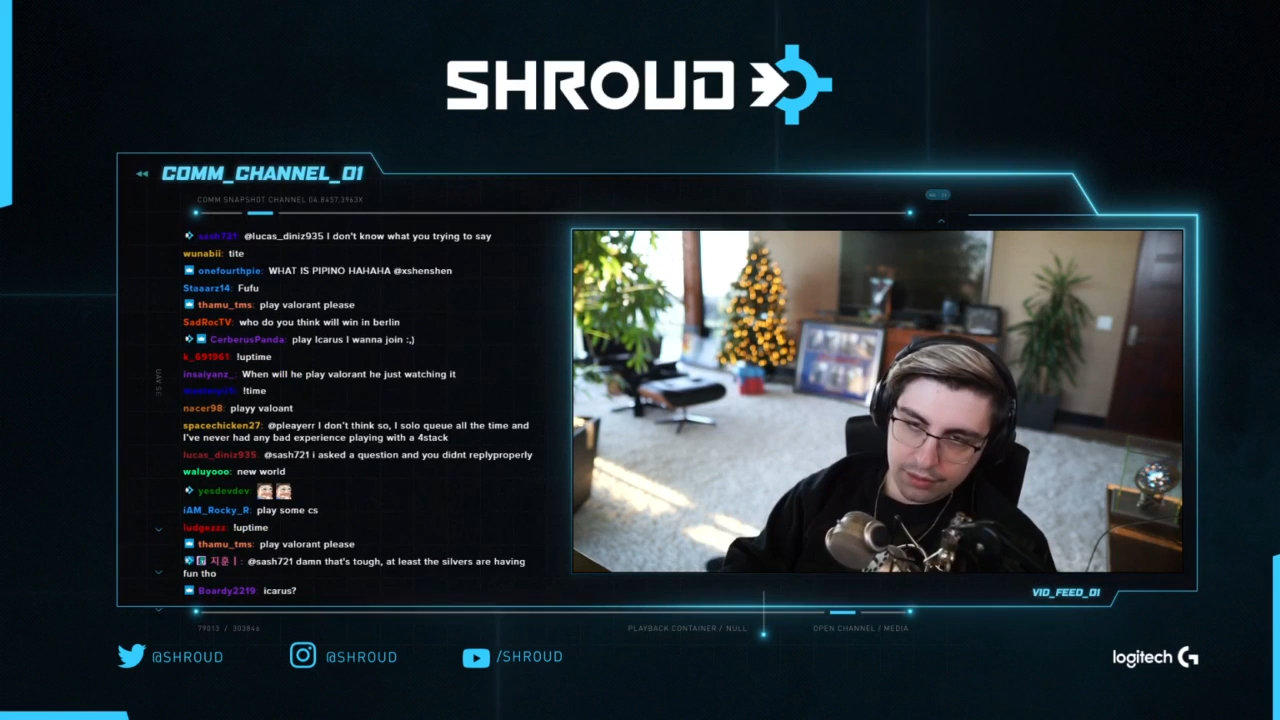 SHROUD
COMM_CHANNEL_01
COMM SNAPSHOT CHANNEL 04.8457.3963X
sash721 @lucas_diniz935 I don't know what you trying to say
wunabii: tite
onefourthpie: WHAT IS PIPINO HAHAHA @xshenshen
Staaarz14: Fufu
thamu_tms: play valorant please
SadRocTV: who do you think will win in berlin
CerberusPanda: play Icarus I wanna join :,)
k_691961: !uptime
insaiyanz_: When will he play valorant he just watching it
!time
nacer98: playy valoant
spacechicken27: @pleayerr I don't think so, I solo queue all the time and
I've never had any bad experience playing with a 4stack
lucas_diniz935: @sash721 i asked a question and you didnt replyproperly
waluyooo: new world
yesdevdev:
iAM_Rocky_R: play some cs
ludgezzz: !uptime
thamu_tms: play valorant please
지훈ㅣ: @sash721 damn that's tough, at least the silvers are having
fun tho
Boardy2219: icarus?
VID_FEED_01
79013 / 303846
PLAYBACK CONTAINER / NULL
OPEN CHANNEL / MEDIA
@SHROUD
@SHROUD
/SHROUD
logitech G